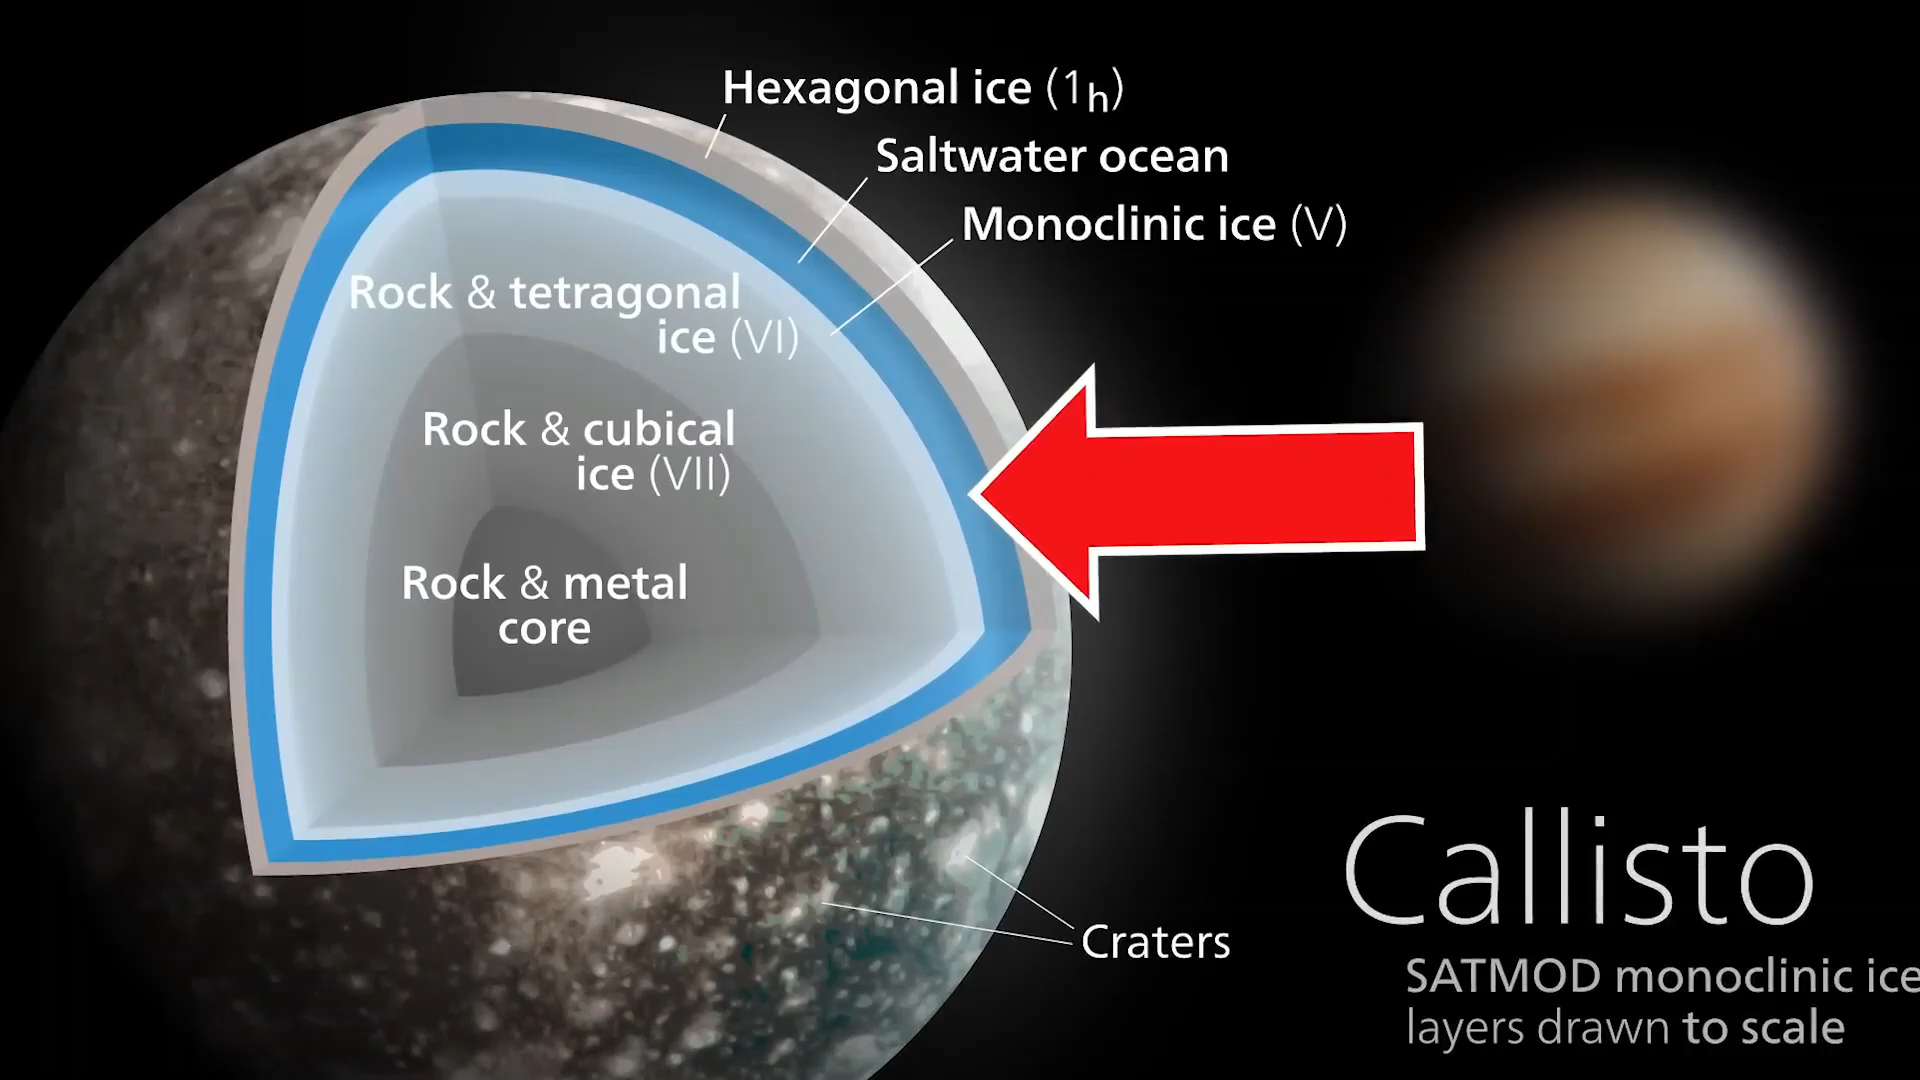 Hexagonal ice (1h)
Saltwater ocean
Monoclinic ice (V)
Rock & tetragonal
ice (VI)
Rock & cubical
ice (VII)
Rock & metal
core
Craters
Callisto
SATMOD monoclinic ice
layers drawn to scale